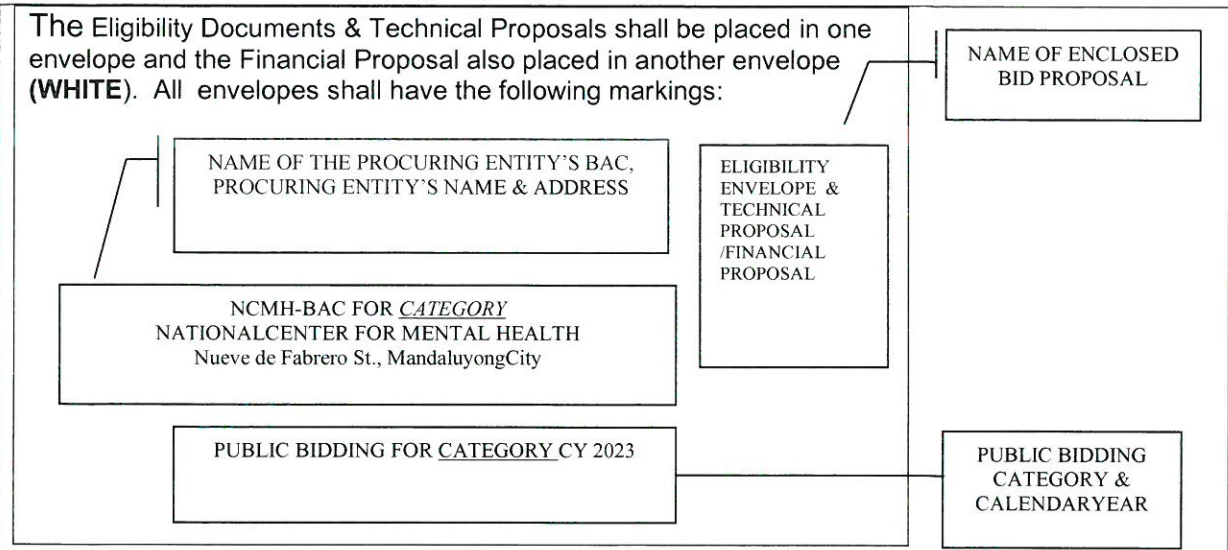 The Eligibility Documents & Technical Proposals shall be placed in one
envelope and the Financial Proposal also placed in another envelope
(WHITE). All envelopes shall have the following markings:
NAME OF ENCLOSED
BID PROPOSAL
NAME OF THE PROCURING ENTITY'S BAC,
PROCURING ENTITY'S NAME & ADDRESS
ELIGIBILITY
ENVELOPE &
TECHNICAL
PROPOSAL
/FINANCIAL
PROPOSAL
NCMH-BAC FOR CATEGORY
NATIONALCENTER FOR MENTAL HEALTH
Nueve de Fabrero St., MandaluyongCity
PUBLIC BIDDING FOR CATEGORY CY 2023
PUBLIC BIDDING
CATEGORY &
CALENDARYEAR